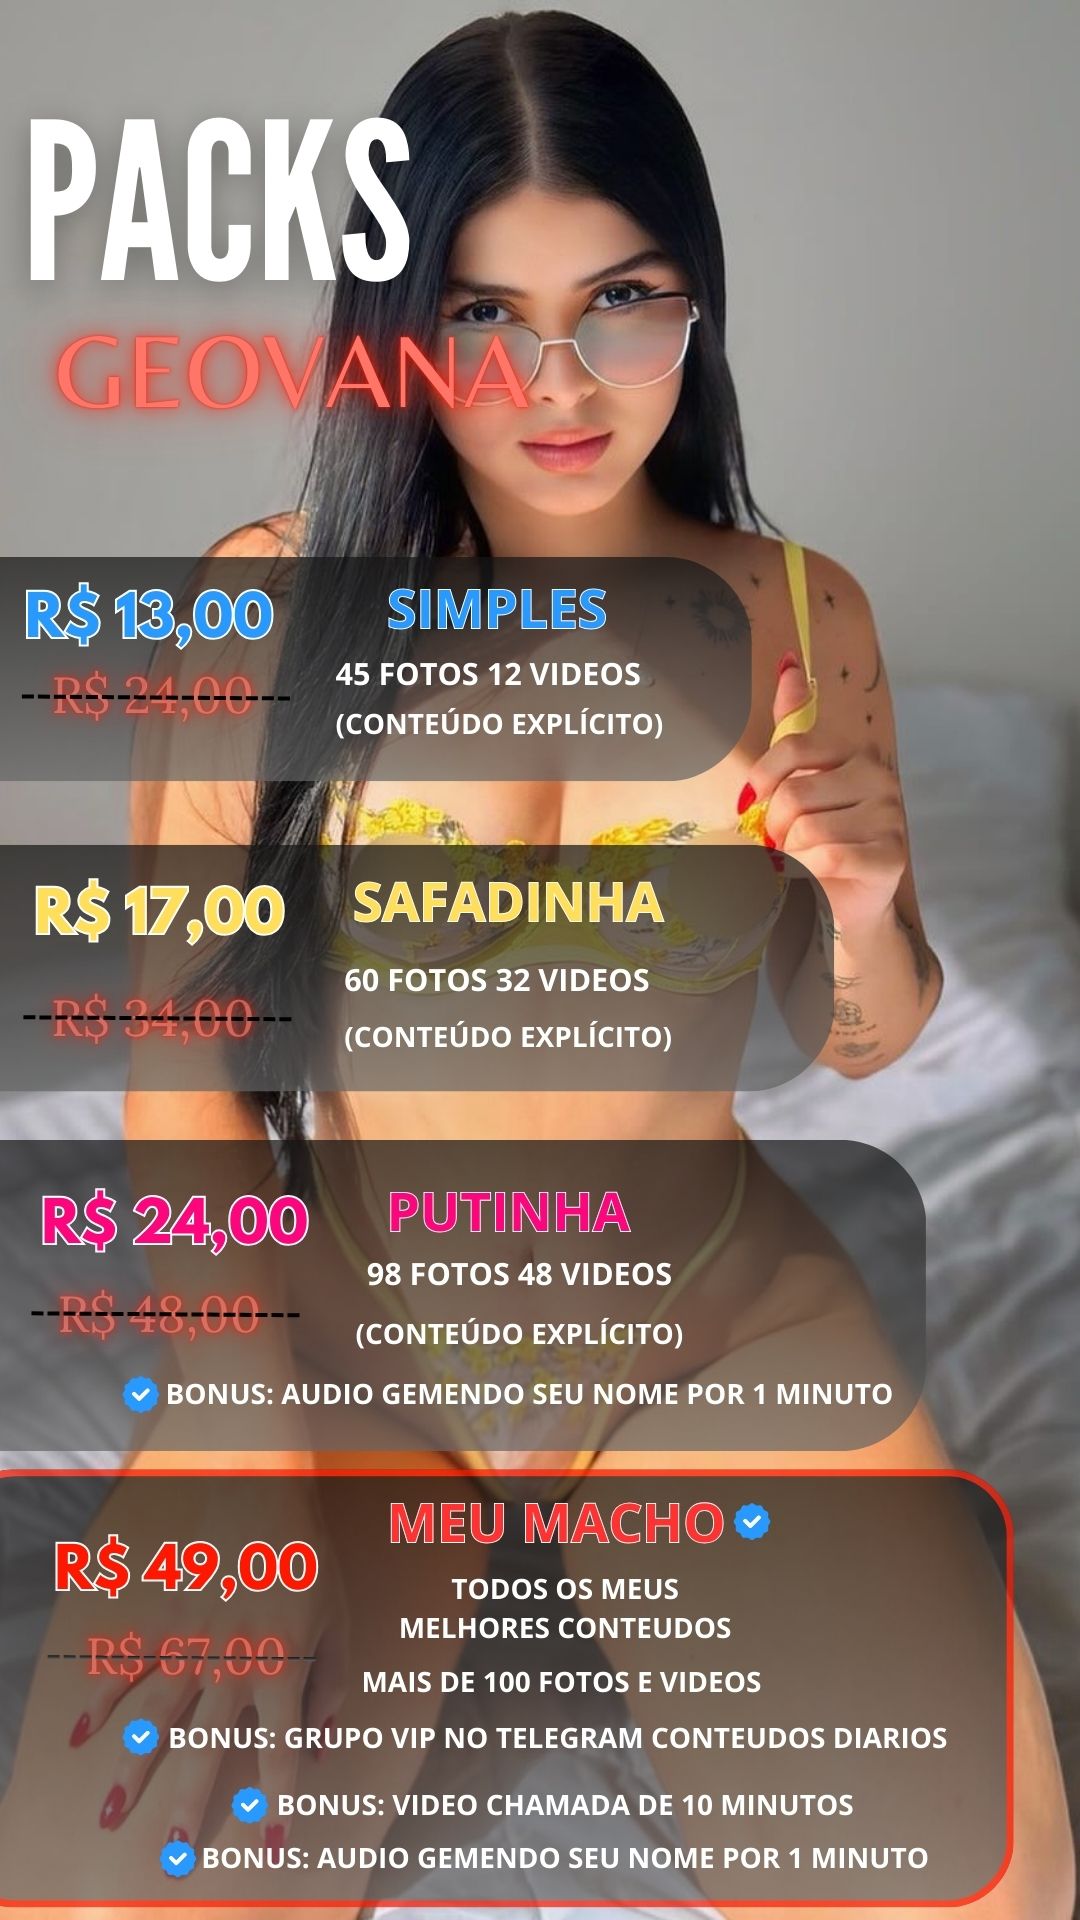 PACKS
GEOVANA
R$ 13,00
SIMPLES
R$ 24,00
45 FOTOS 12 VIDEOS
(CONTEÚDO EXPLÍCITO)
R$ 17,00
SAFADINHA
R$ 34,00
60 FOTOS 32 VIDEOS
(CONTEÚDO EXPLÍCITO)
R$ 24,00
PUTINHA
R$ 48,00
98 FOTOS 48 VIDEOS
(CONTEÚDO EXPLÍCITO)
BONUS: AUDIO GEMENDO SEU NOME POR 1 MINUTO
MEU MACHO
R$ 49,00
R$ 67,00
TODOS OS MEUS
MELHORES CONTEUDOS
MAIS DE 100 FOTOS E VIDEOS
BONUS: GRUPO VIP NO TELEGRAM CONTEUDOS DIARIOS
BONUS: VIDEO CHAMADA DE 10 MINUTOS
BONUS: AUDIO GEMENDO SEU NOME POR 1 MINUTO